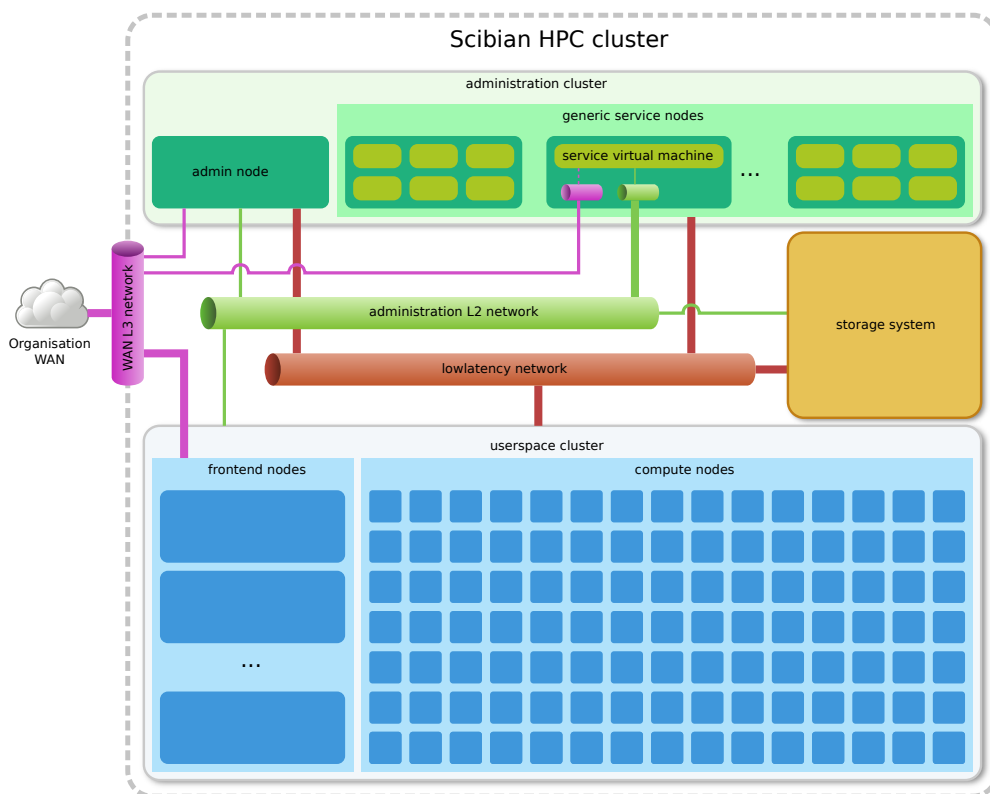 Scibian HPC cluster
administration cluster
generic service nodes
admin node
service virtual machine
...
WAN L3 network
Organisation
WAN
administration L2 network
storage system
lowlatency network
userspace cluster
frontend nodes
compute nodes
...